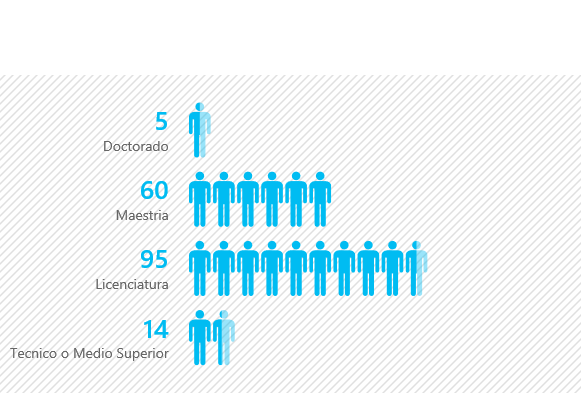 5
Doctorado
60
Maestria
95
Licenciatura
14
Tecnico o Medio Superior